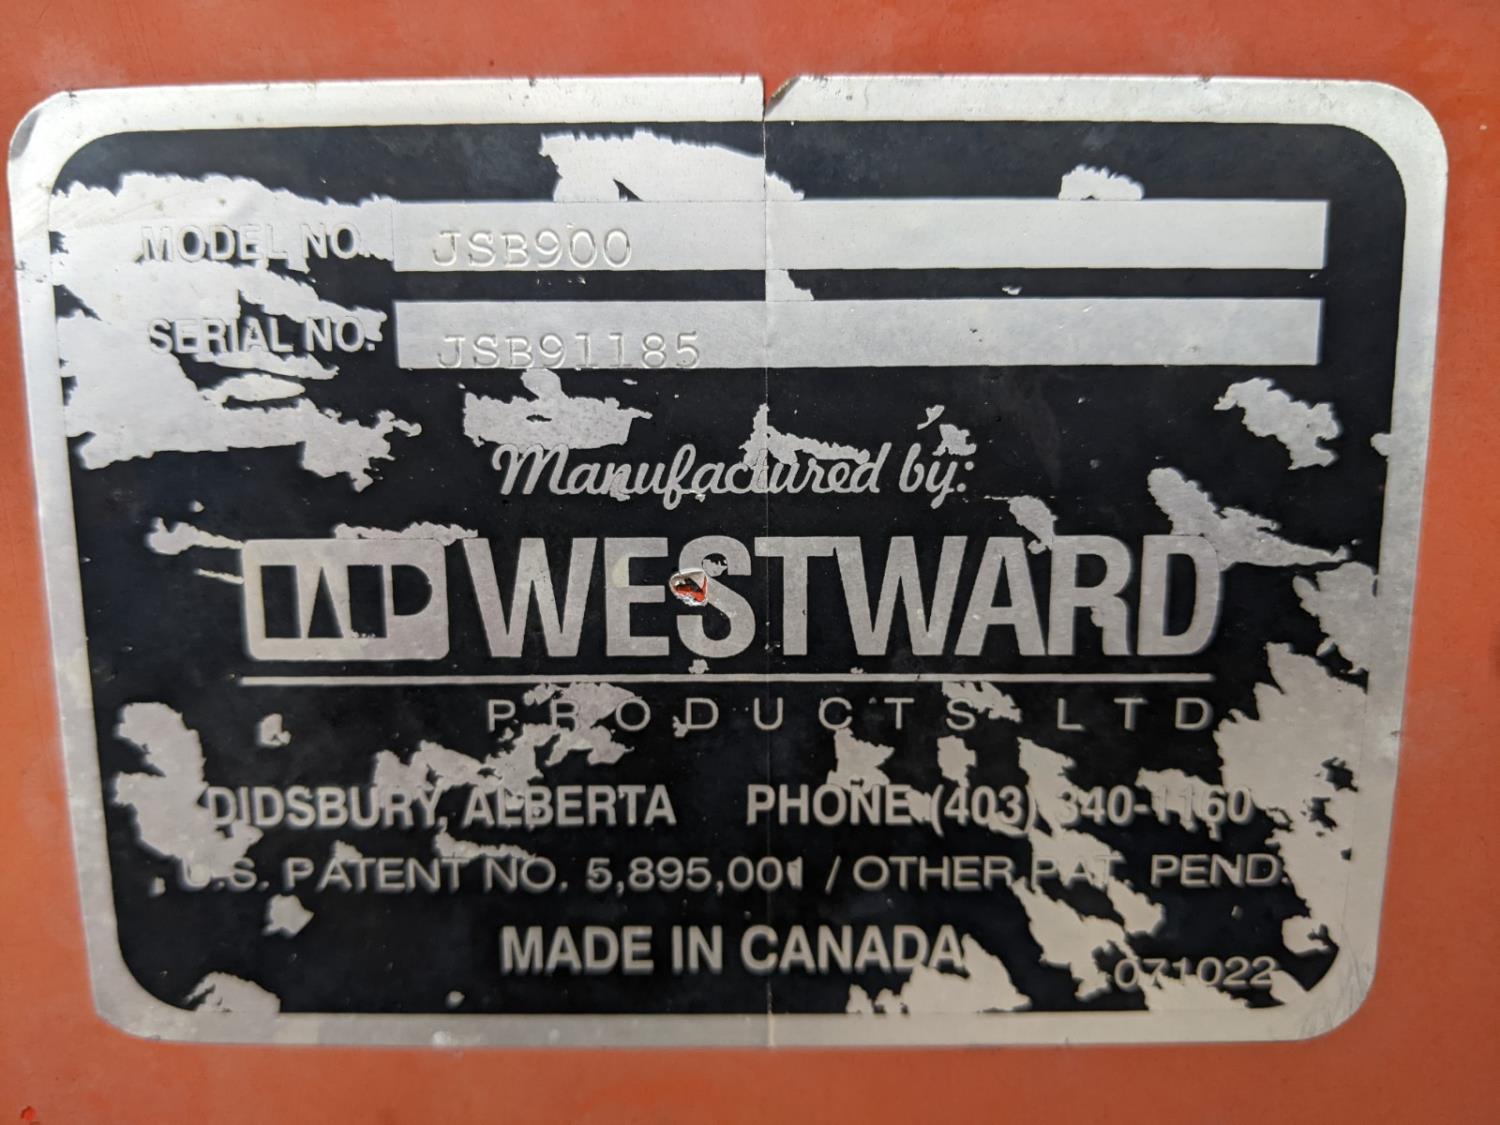 MODEL NO. JSB900
SERIAL NO. JSB91185
Manufactured by:
WP WESTWARD
PRODUCTS LTD
DIDSBURY, ALBERTA PHONE (403) 340-1160
U.S. PATENT NO. 5,895,001 / OTHER PAT. PEND.
MADE IN CANADA
071022